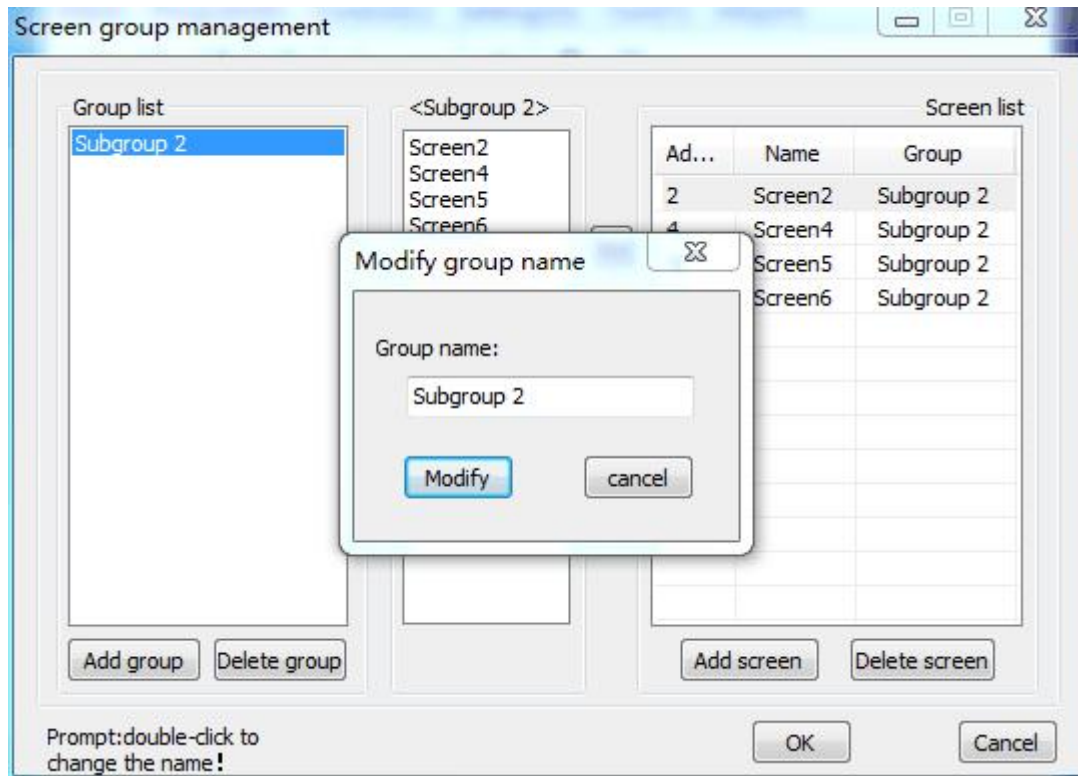 Screen group management
Group list
Subgroup 2
<Subgroup 2>
Screen2
Screen4
Screen5
Screen6
Screen list
Ad... Name Group
2 Screen2 Subgroup 2
4 Screen4 Subgroup 2
Screen5 Subgroup 2
Screen6 Subgroup 2
Modify group name
Group name:
Subgroup 2
Modify cancel
Add group Delete group
Add screen Delete screen
Prompt:double-click to
change the name!
OK Cancel